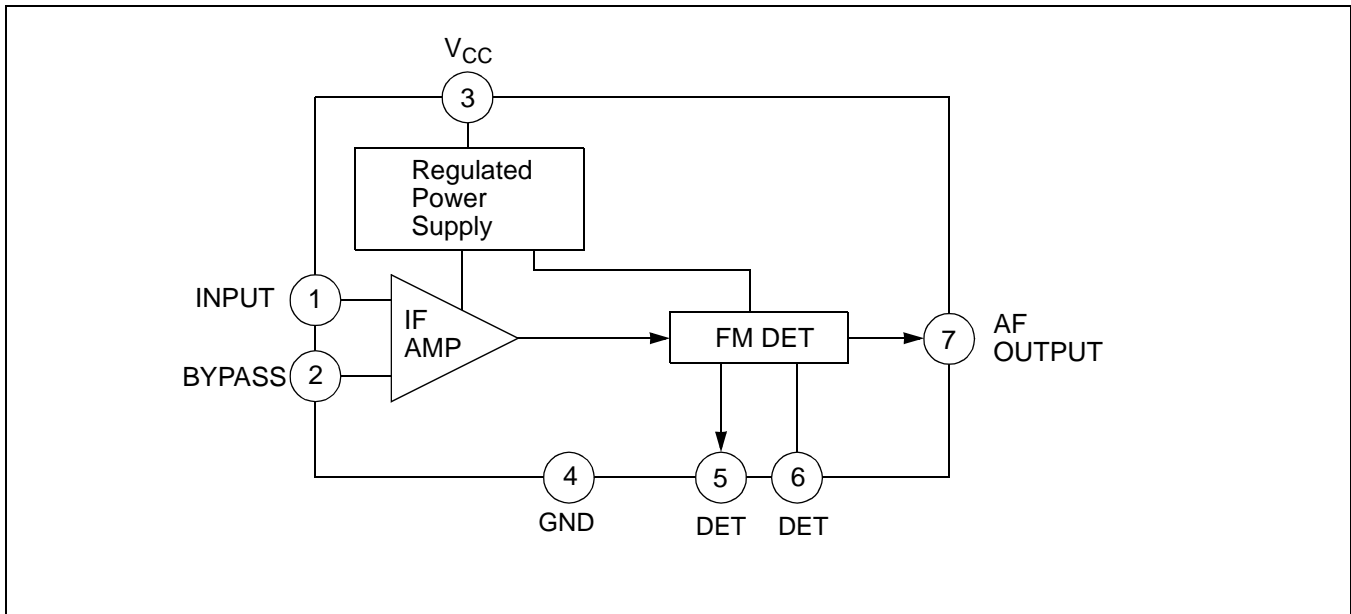 VCC
3
Regulated
Power
Supply
INPUT
1
IF
AMP
BYPASS
2
FM DET
7
AF
OUTPUT
4
GND
5
DET
6
DET